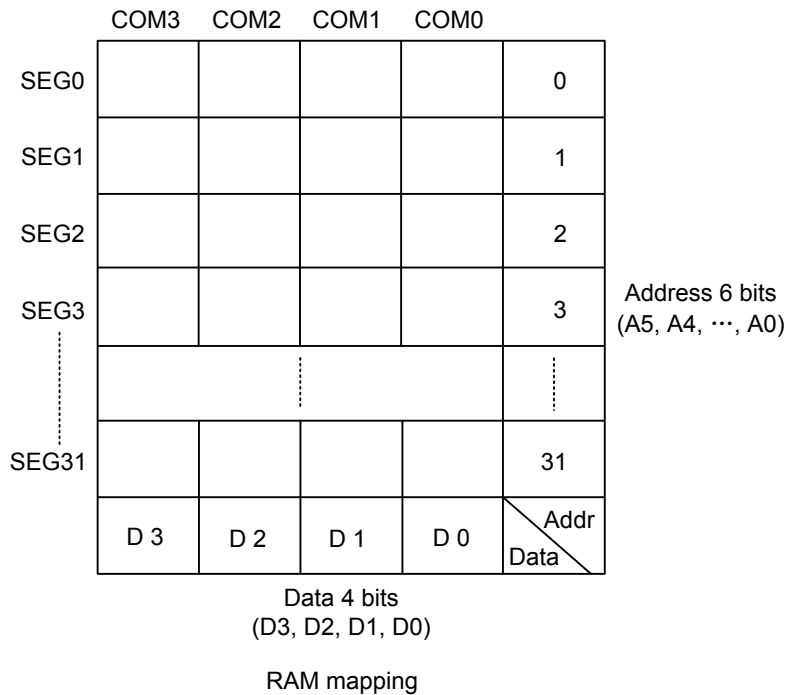 COM3 COM2 COM1 COM0
SEG0 0
SEG1 1
SEG2 2
SEG3 3
Address 6 bits
(A5, A4, ⋯, A0)
SEG31 31
D 3 D 2 D 1 D 0 Addr
Data
Data 4 bits
(D3, D2, D1, D0)
RAM mapping